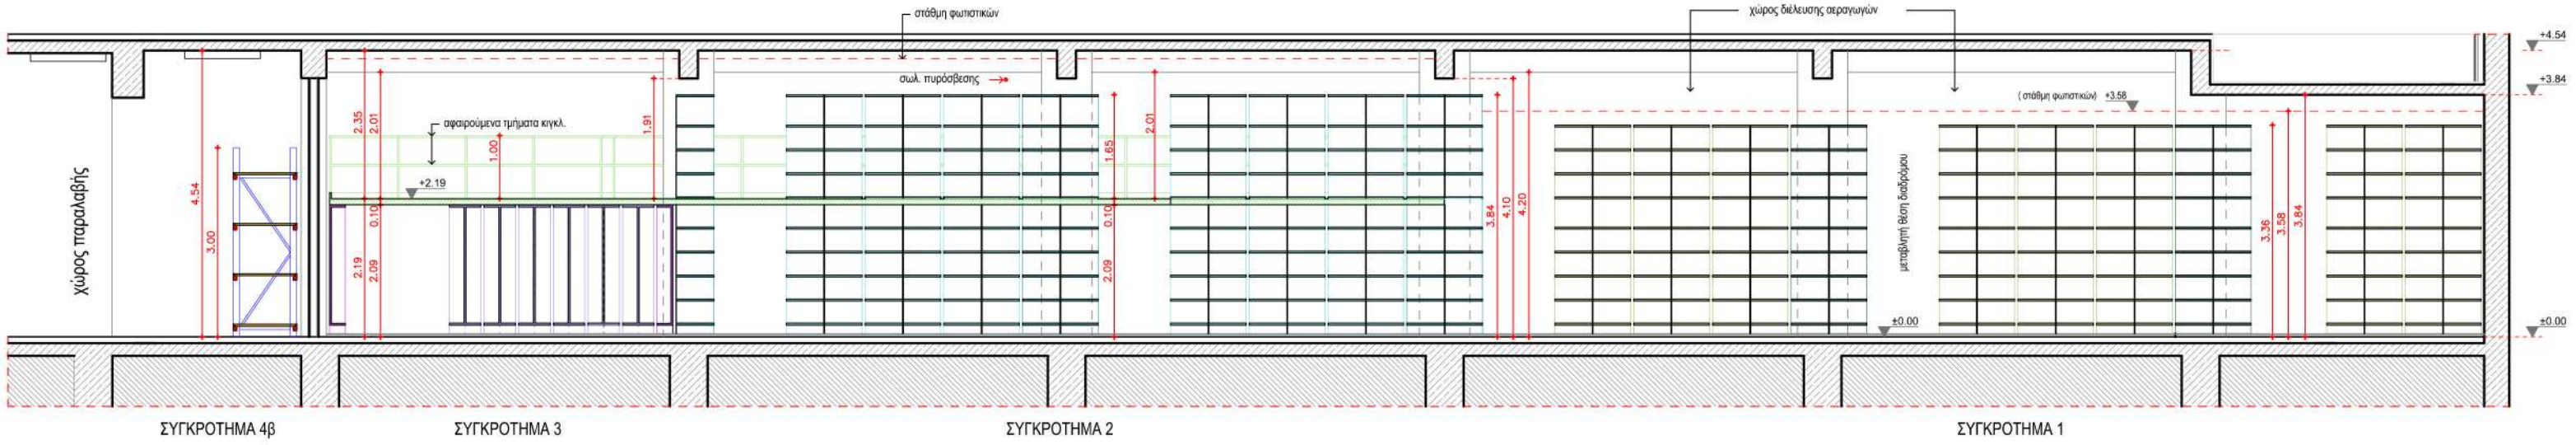 στάθμη φωτιστικών
χώρος διέλευσης αεραγωγών
+4.54
σωλ. πυρόσβεσης
+3.84
( στάθμη φωτιστικών) +3.58
αφαιρούμενα τμήματα κιγκλ.
2.35
2.01
1.00
1.91
1.65
2.01
+2.19
χώρος παραλαβής
4.54
3.00
2.19
0.10
2.09
0.10
2.09
3.84
4.10
4.20
μεταβλητή θέση διαδρόμου
3.36
3.58
3.84
±0.00
±0.00
ΣΥΓΚΡΟΤΗΜΑ 4β
ΣΥΓΚΡΟΤΗΜΑ 3
ΣΥΓΚΡΟΤΗΜΑ 2
ΣΥΓΚΡΟΤΗΜΑ 1